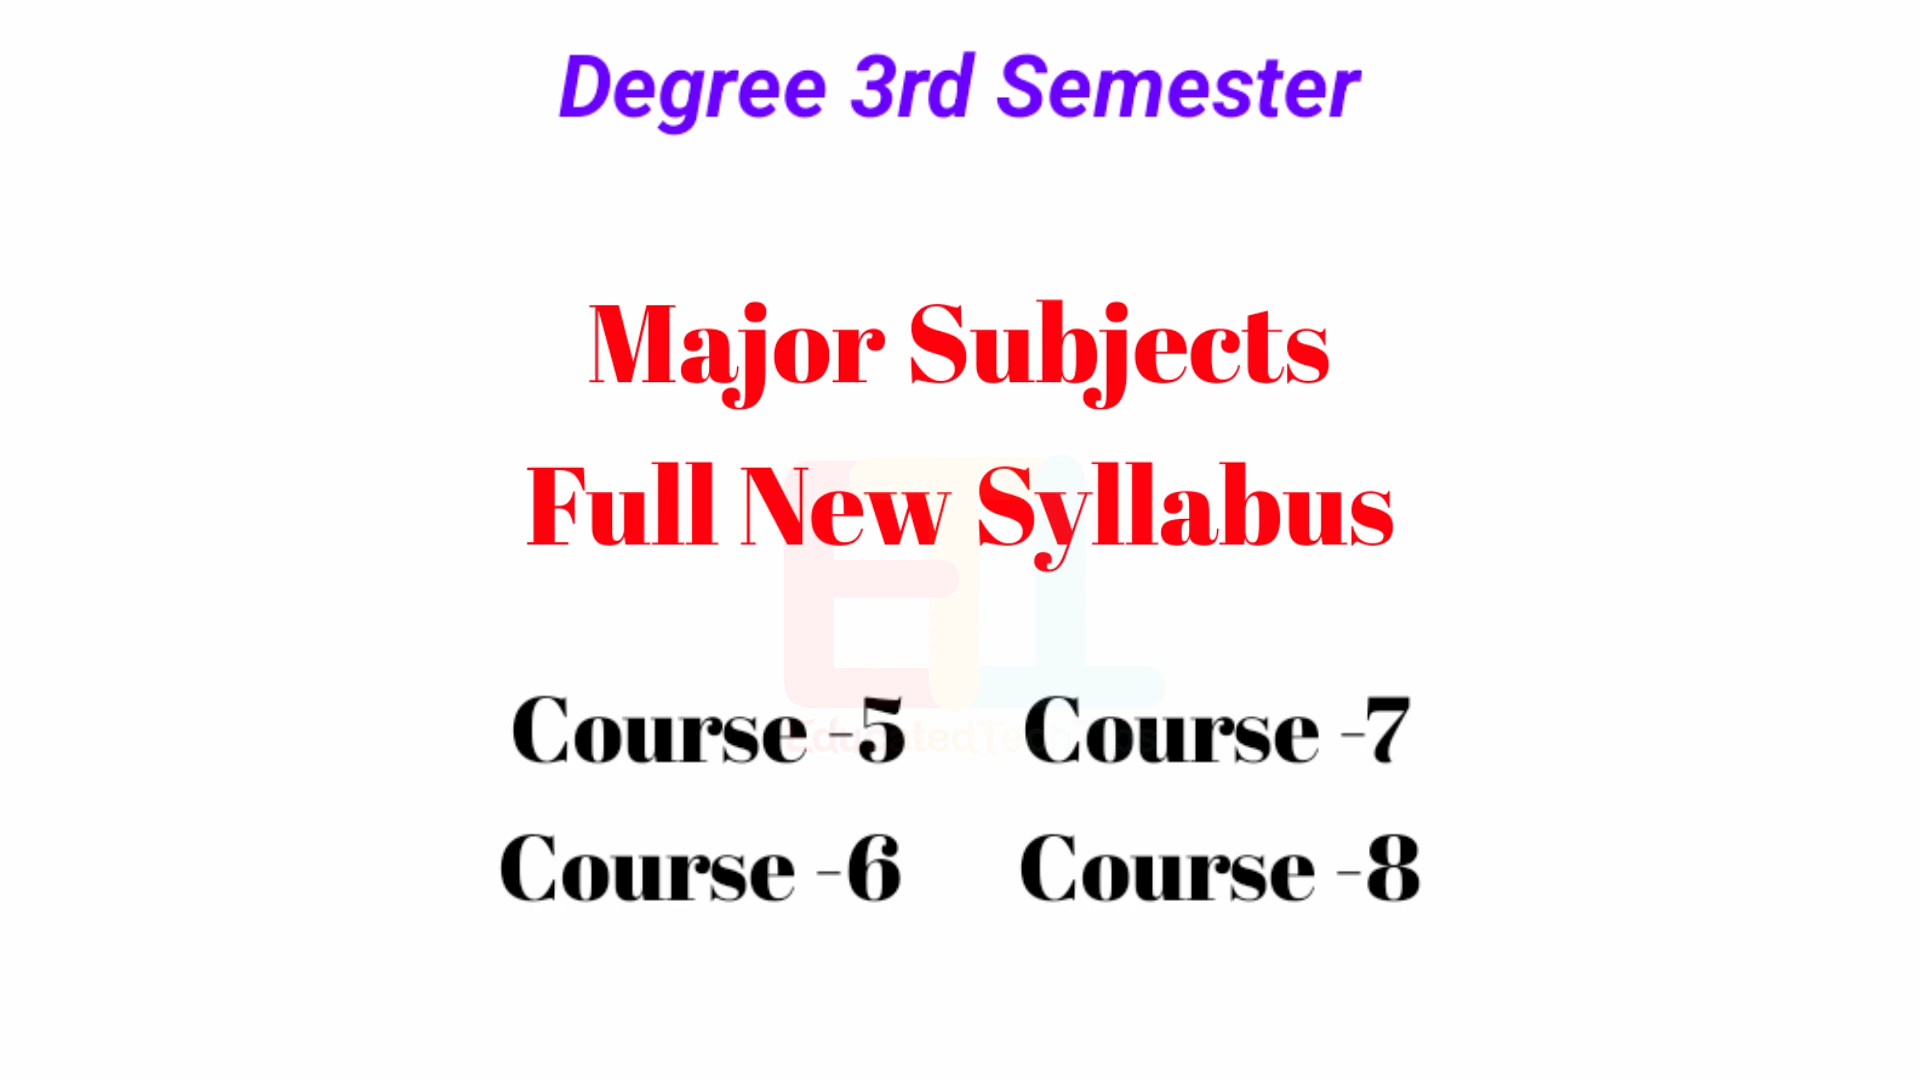 Degree 3rd Semester
Major Subjects
Full New Syllabus
Course -5 Course -7
Course -6 Course -8